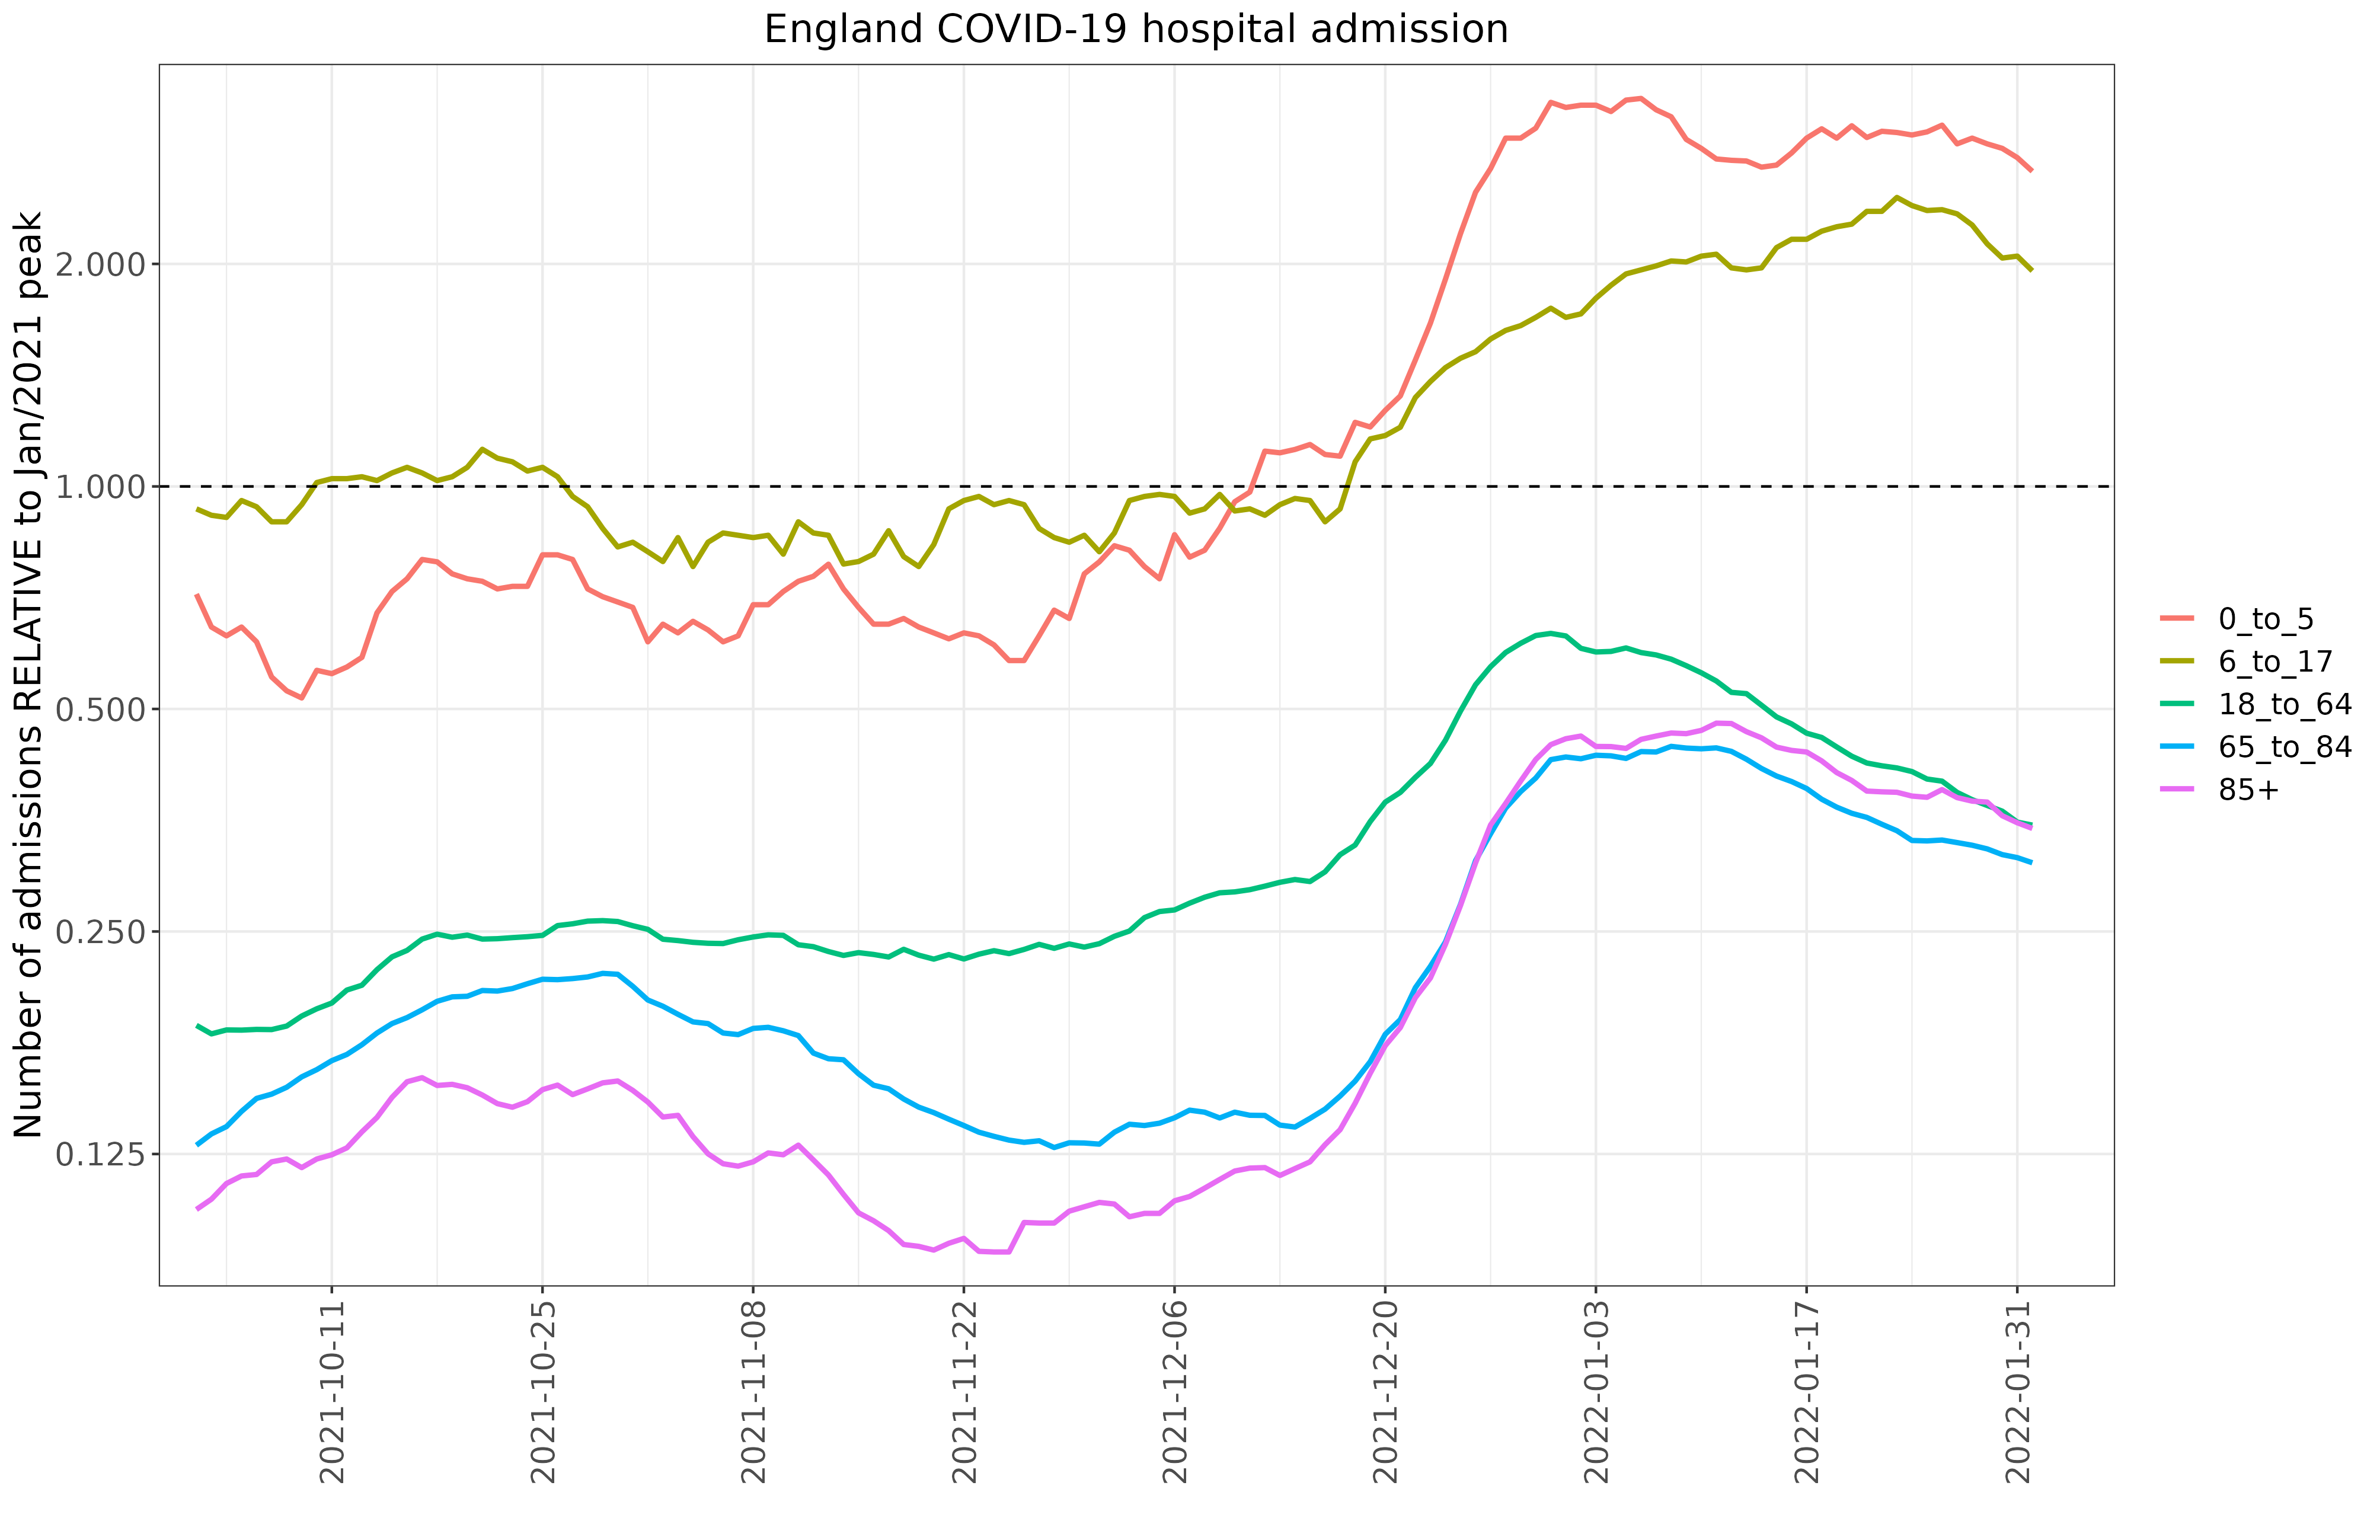 England COVID-19 hospital admission
Number of admissions RELATIVE to Jan/2021 peak
2.000
1.000
0.500
0.250
0.125
2021-10-11
2021-10-25
2021-11-08
2021-11-22
2021-12-06
2021-12-20
2022-01-03
2022-01-17
2022-01-31
0_to_5
6_to_17
18_to_64
65_to_84
85+